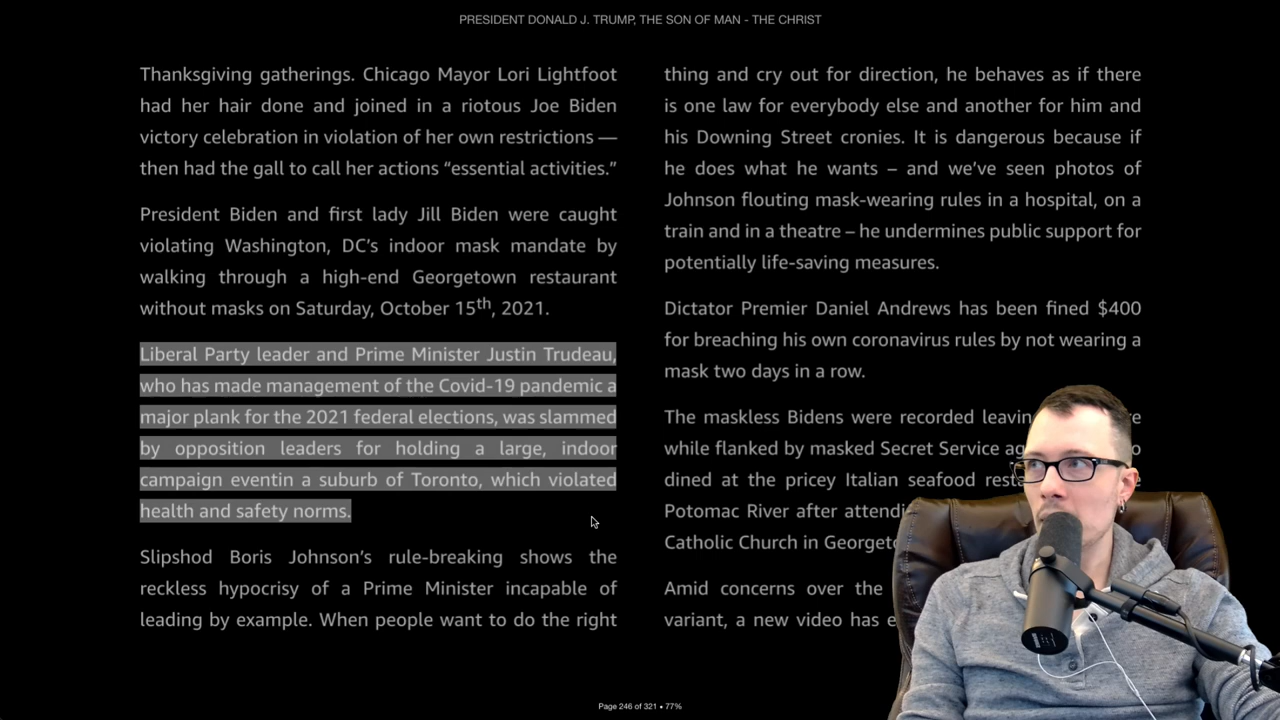 PRESIDENT DONALD J. TRUMP, THE SON OF MAN - THE CHRIST
Thanksgiving gatherings. Chicago Mayor Lori Lightfoot
had her hair done and joined in a riotous Joe Biden
victory celebration in violation of her own restrictions —
then had the gall to call her actions “essential activities.”
President Biden and first lady Jill Biden were caught
violating Washington, DC’s indoor mask mandate by
walking through a high-end Georgetown restaurant
without masks on Saturday, October 15th, 2021.
Liberal Party leader and Prime Minister Justin Trudeau,
who has made management of the Covid-19 pandemic a
major plank for the 2021 federal elections, was slammed
by opposition leaders for holding a large, indoor
campaign eventin a suburb of Toronto, which violated
health and safety norms.
Slipshod Boris Johnson’s rule-breaking shows the
reckless hypocrisy of a Prime Minister incapable of
leading by example. When people want to do the right
thing and cry out for direction, he behaves as if there
is one law for everybody else and another for him and
his Downing Street cronies. It is dangerous because if
he does what he wants – and we’ve seen photos of
Johnson flouting mask-wearing rules in a hospital, on a
train and in a theatre – he undermines public support for
potentially life-saving measures.
Dictator Premier Daniel Andrews has been fined $400
for breaching his own coronavirus rules by not wearing a
mask two days in a row.
The maskless Bidens were recorded
while flanked by masked Secret Service
dined at the pricey Italian seafood
Potomac River after
Catholic Church in
Amid concerns over the
variant, a new video has
Page 246 of 321 • 77%